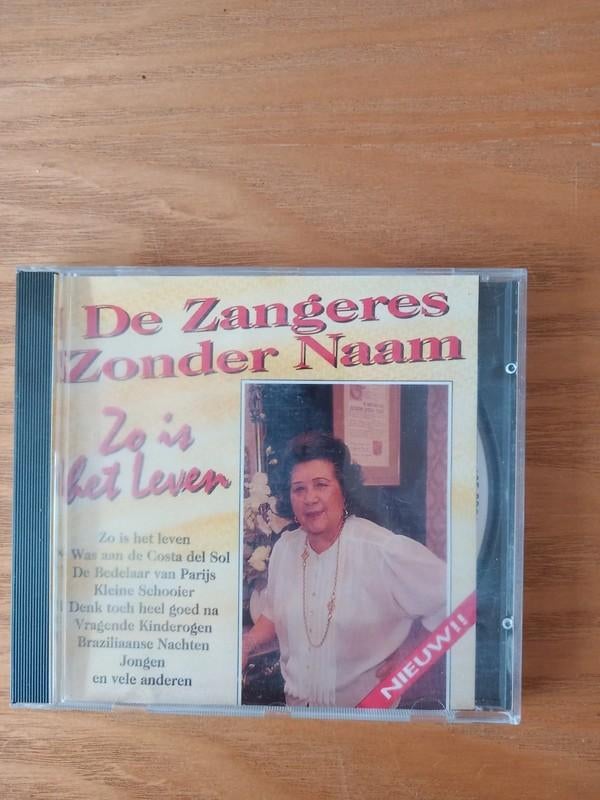 De Zangeres
Zonder Naam
Zo is
het Leven
Zo is het leven
Was aan de Costa del Sol
De Bedelaar van Parijs
Kleine Schooier
Denk toch heel goed na
Vragende Kinderogen
Braziliaanse Nachten
Jongen
en vele anderen
NIEUW!!